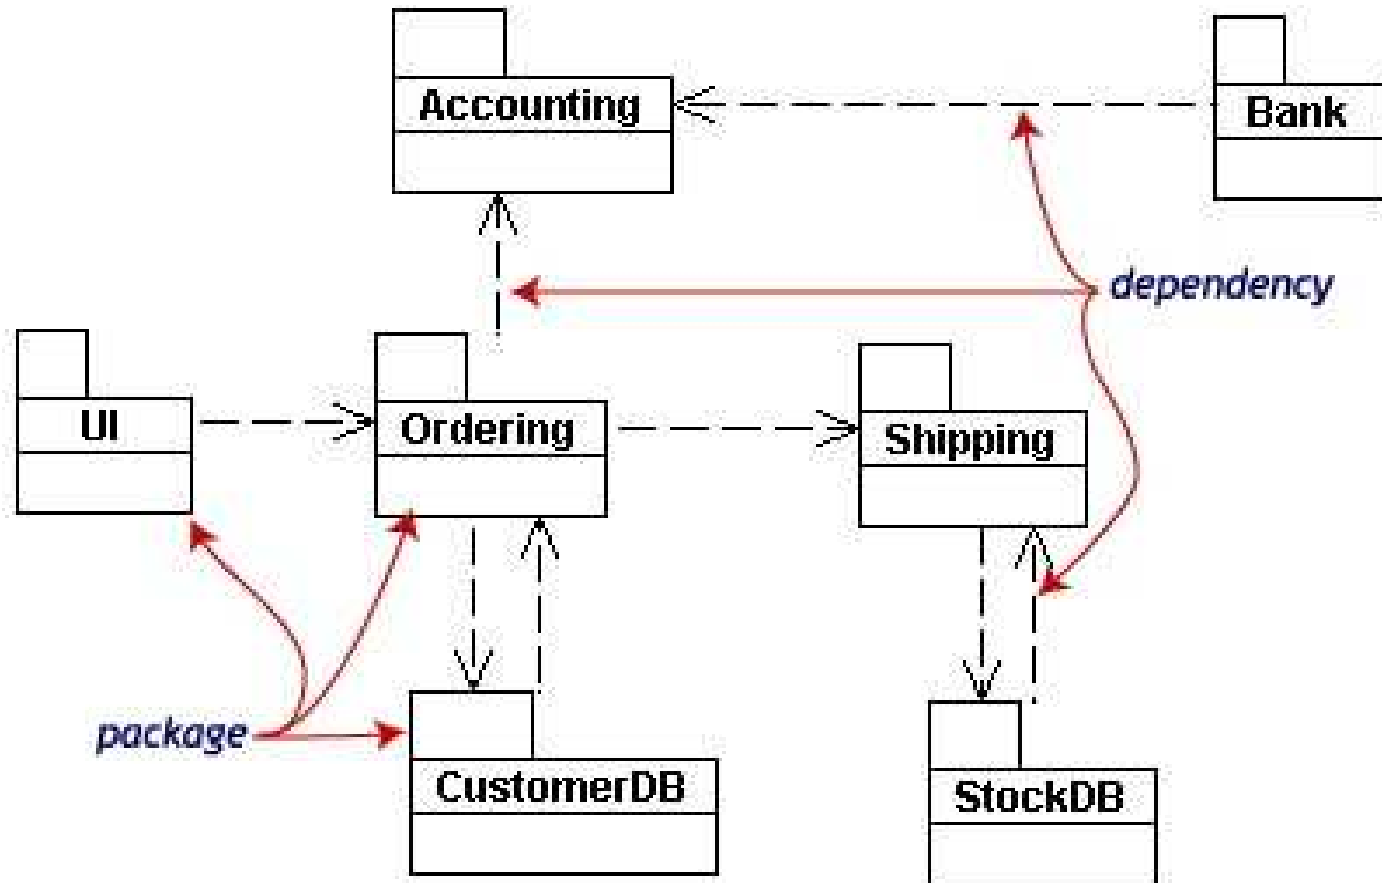 Accounting
Bank
dependency
UI
Ordering
Shipping
package
CustomerDB
StockDB